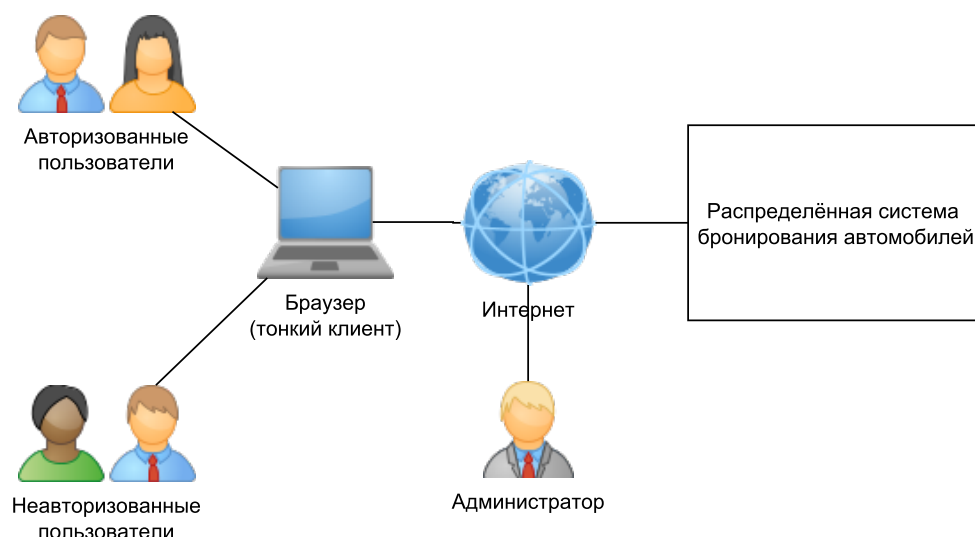 Авторизованные
пользователи
Браузер
(тонкий клиент)
Интернет
Распределённая система
бронирования автомобилей
Неавторизованные
пользователи
Администратор